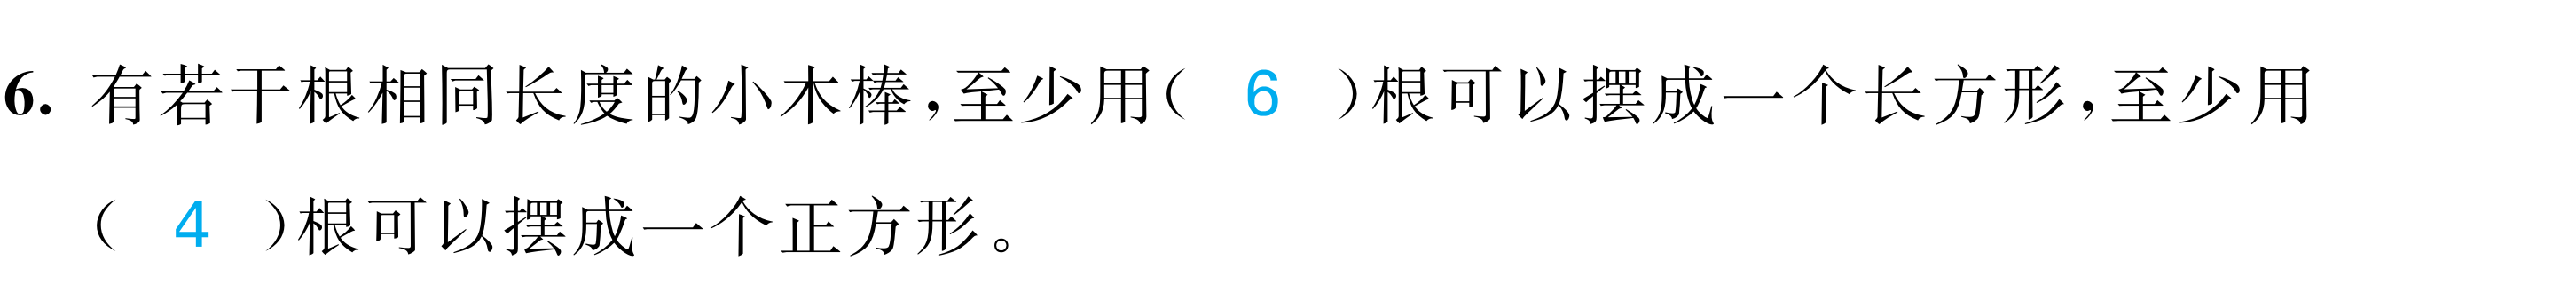 6. 有若干根相同长度的小木棒,至少用( 6 )根可以摆成一个长方形,至少用
( 4 )根可以摆成一个正方形。